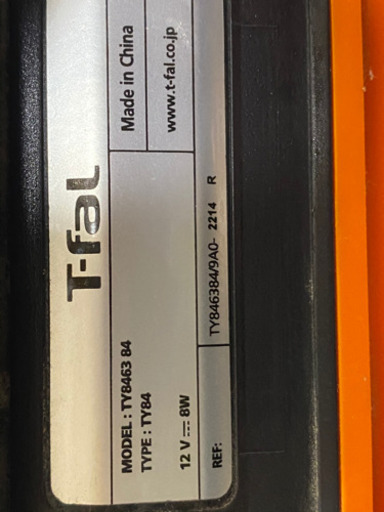 T-fal
MODEL : TY8463 84
TYPE : TY84
12 V ⎓ 8W
Made in China
www.t-fal.co.jp
REF: TY846384/9A0- 2214 R